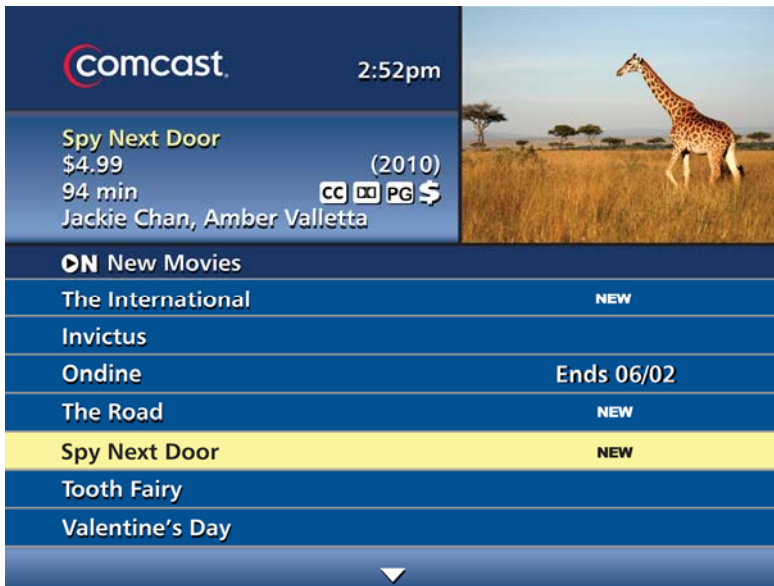 comcast.
2:52pm
Spy Next Door
$4.99 (2010)
94 min CC DD PG $
Jackie Chan, Amber Valletta
ON New Movies
The International NEW
Invictus
Ondine Ends 06/02
The Road NEW
Spy Next Door NEW
Tooth Fairy
Valentine's Day